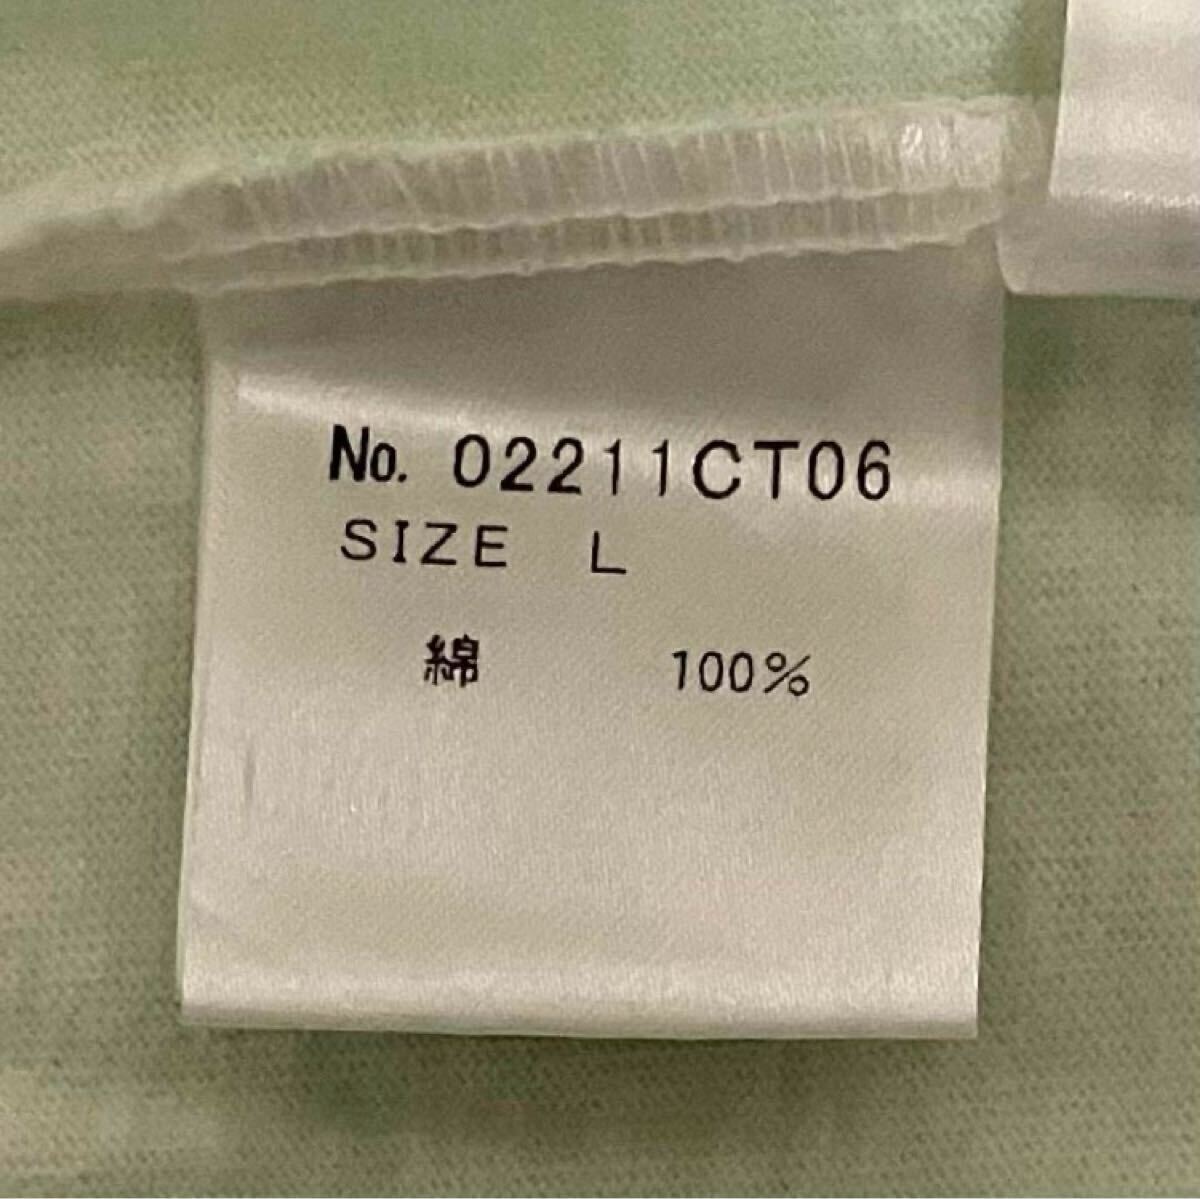 No. 02211CT06
SIZE L
綿 100%